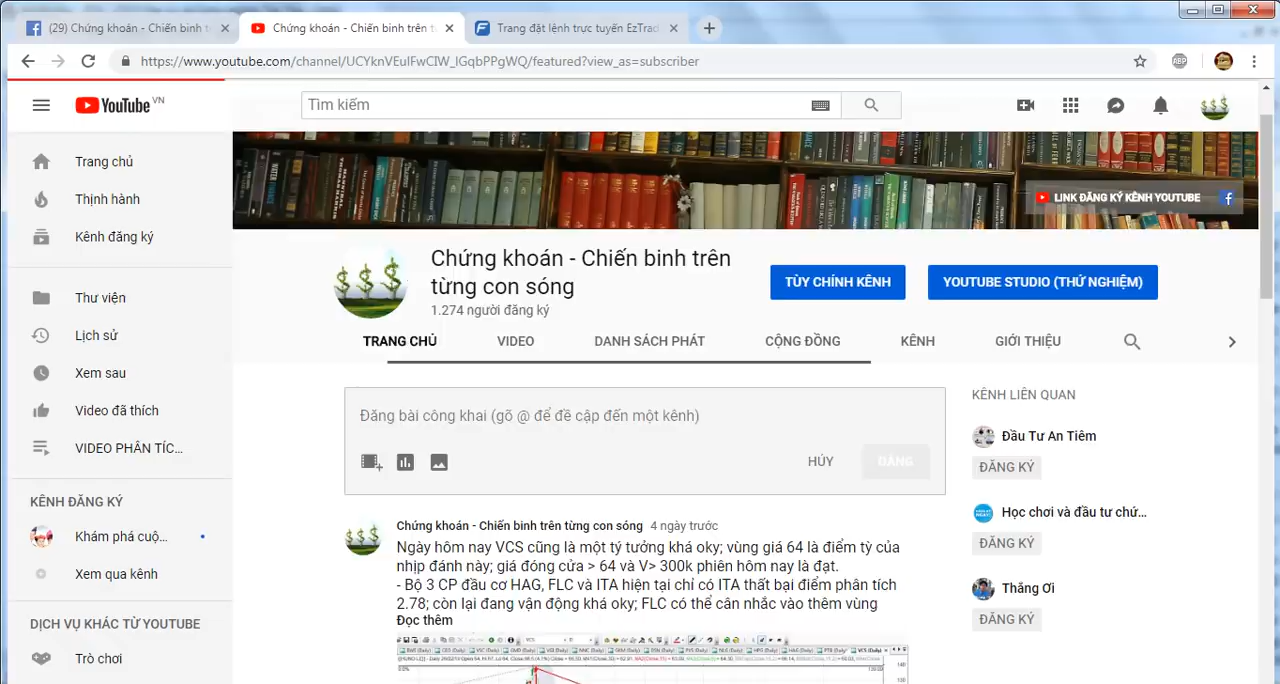 (29) Chứng khoán - Chiến binh t
Chứng khoán - Chiến binh trên t
Trang đặt lệnh trực tuyến EzTrad
https://www.youtube.com/channel/UCYknVEuIFwCIW_IGqbPPgWQ/featured?view_as=subscriber
ABP
YouTube VN
Tìm kiếm
Trang chủ
Thịnh hành
Kênh đăng ký
Thư viện
Lịch sử
Xem sau
Video đã thích
VIDEO PHÂN TÍC...
KÊNH ĐĂNG KÝ
Khám phá cuộ...
Xem qua kênh
DỊCH VỤ KHÁC TỪ YOUTUBE
Trò chơi
LINK ĐĂNG KÝ KÊNH YOUTUBE
Chứng khoán - Chiến binh trên
từng con sóng
1.274 người đăng ký
TÙY CHỈNH KÊNH
YOUTUBE STUDIO (THỬ NGHIỆM)
TRANG CHỦ
VIDEO
DANH SÁCH PHÁT
CỘNG ĐỒNG
KÊNH
GIỚI THIỆU
Đăng bài công khai (gõ @ để đề cập đến một kênh)
HỦY
ĐĂNG
Chứng khoán - Chiến binh trên từng con sóng 4 ngày trước
Ngày hôm nay VCS cũng là một tý tưởng khá oky; vùng giá 64 là điểm tỳ của
nhịp đánh này; giá đóng cửa > 64 và V> 300k phiên hôm nay là đạt.
- Bộ 3 CP đầu cơ HAG, FLC và ITA hiện tại chỉ có ITA thất bại điểm phân tích
2.78; còn lại đang vận động khá oky; FLC có thể cân nhắc vào thêm vùng
Đọc thêm
KÊNH LIÊN QUAN
Đầu Tư An Tiêm
ĐĂNG KÝ
Học chơi và đầu tư chứ...
ĐĂNG KÝ
Thắng Ơi
ĐĂNG KÝ